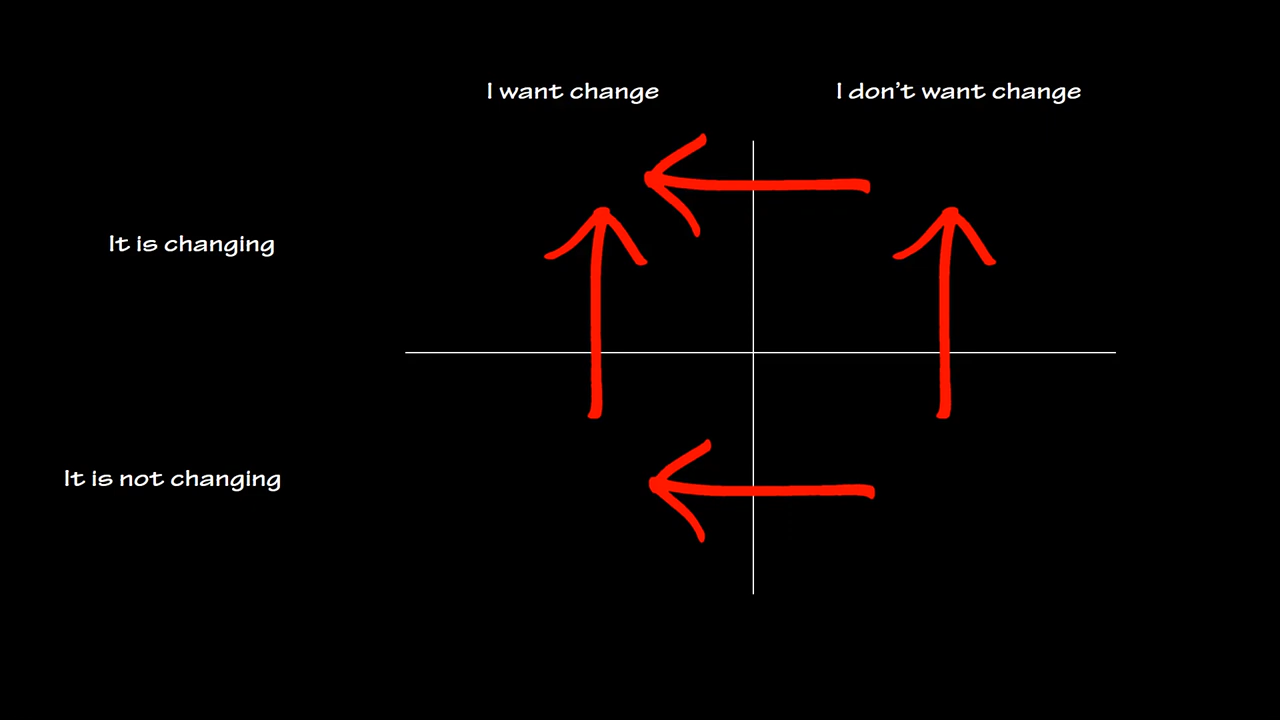 I want change
I don’t want change
It is changing
It is not changing